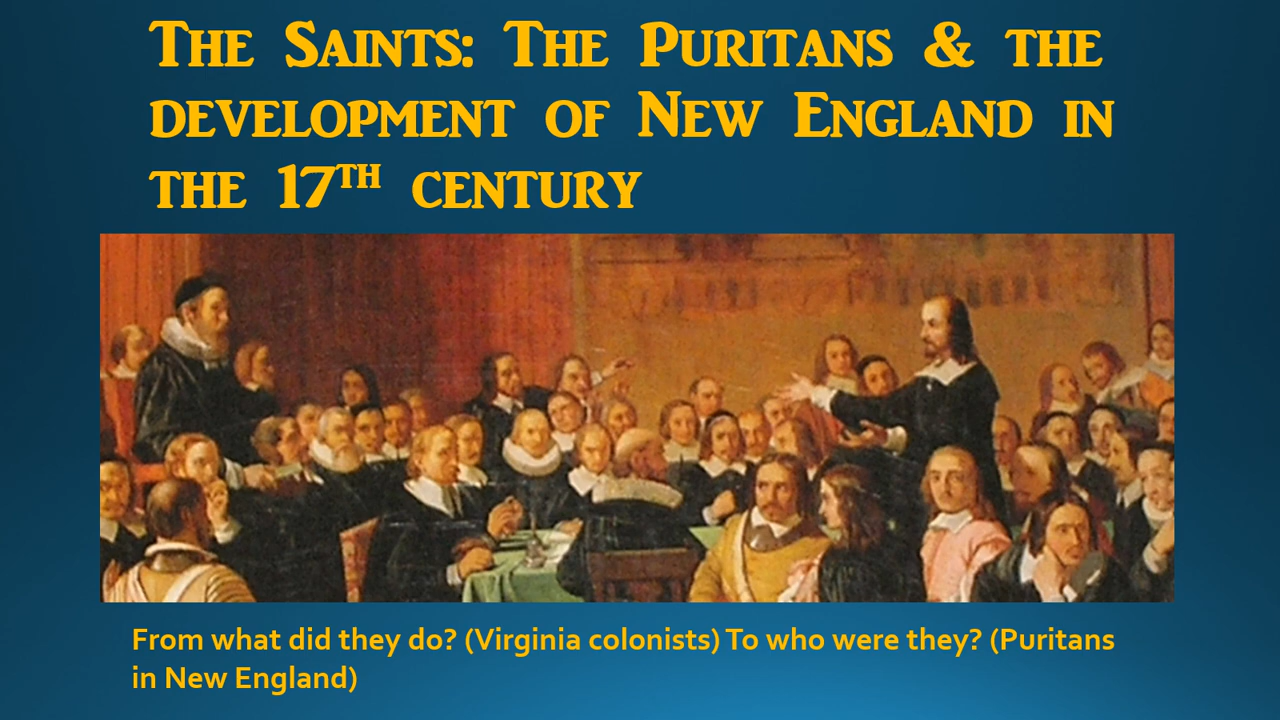 The Saints: The Puritans & the
development of New England in
the 17th century
From what did they do? (Virginia colonists) To who were they? (Puritans
in New England)